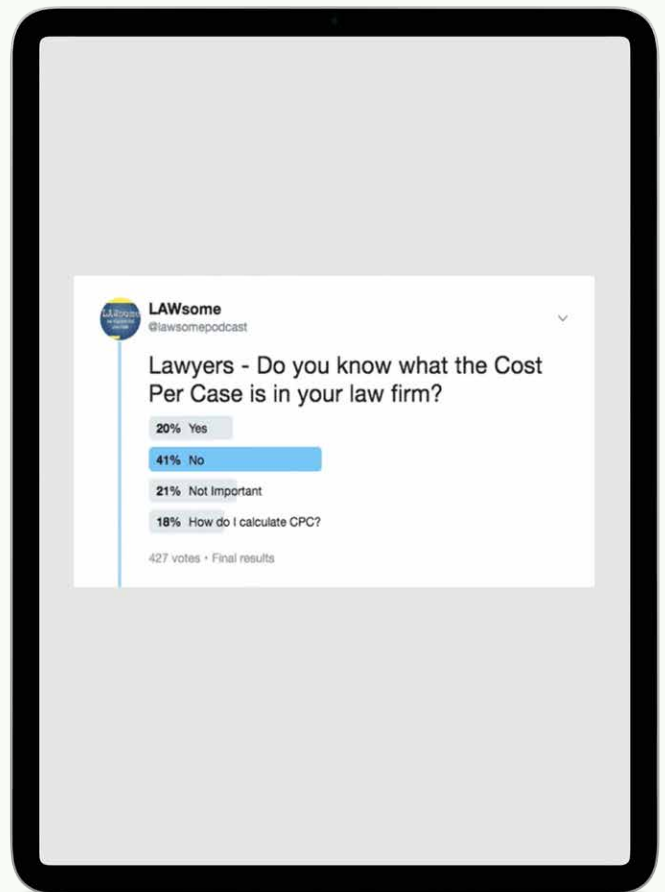 LAWsome
@lawsomepodcast
Lawyers - Do you know what the Cost
Per Case is in your law firm?
20% Yes
41% No
21% Not Important
18% How do I calculate CPC?
427 votes • Final results